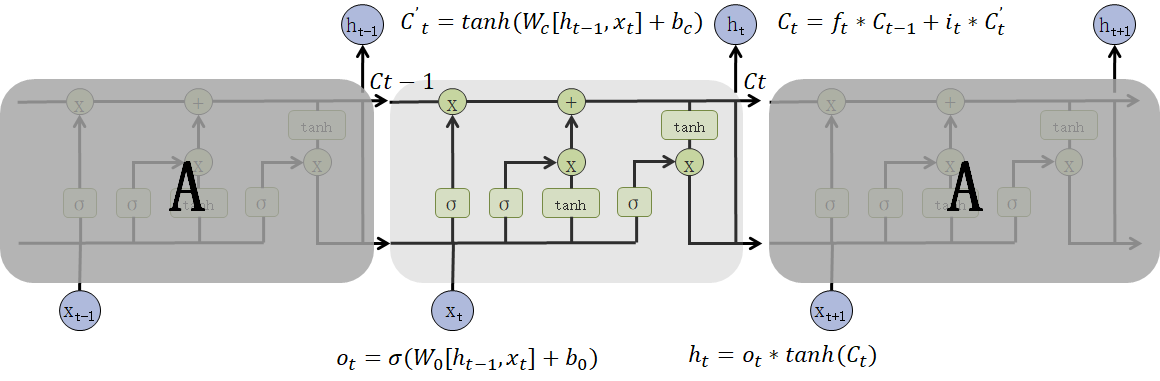 h_{t-1}
C'_t = tanh(W_c[h_{t-1}, x_t] + b_c)
h_t
C_t = f_t * C_{t-1} + i_t * C'_t
h_{t+1}
Ct − 1
Ct
x + x + x +
tanh tanh tanh
x x x x x x
A A
σ σ tanh σ σ σ tanh σ σ σ tanh σ
x_{t-1} x_t x_{t+1}
o_t = σ(W_0[h_{t-1}, x_t] + b_0)
h_t = o_t * tanh(C_t)